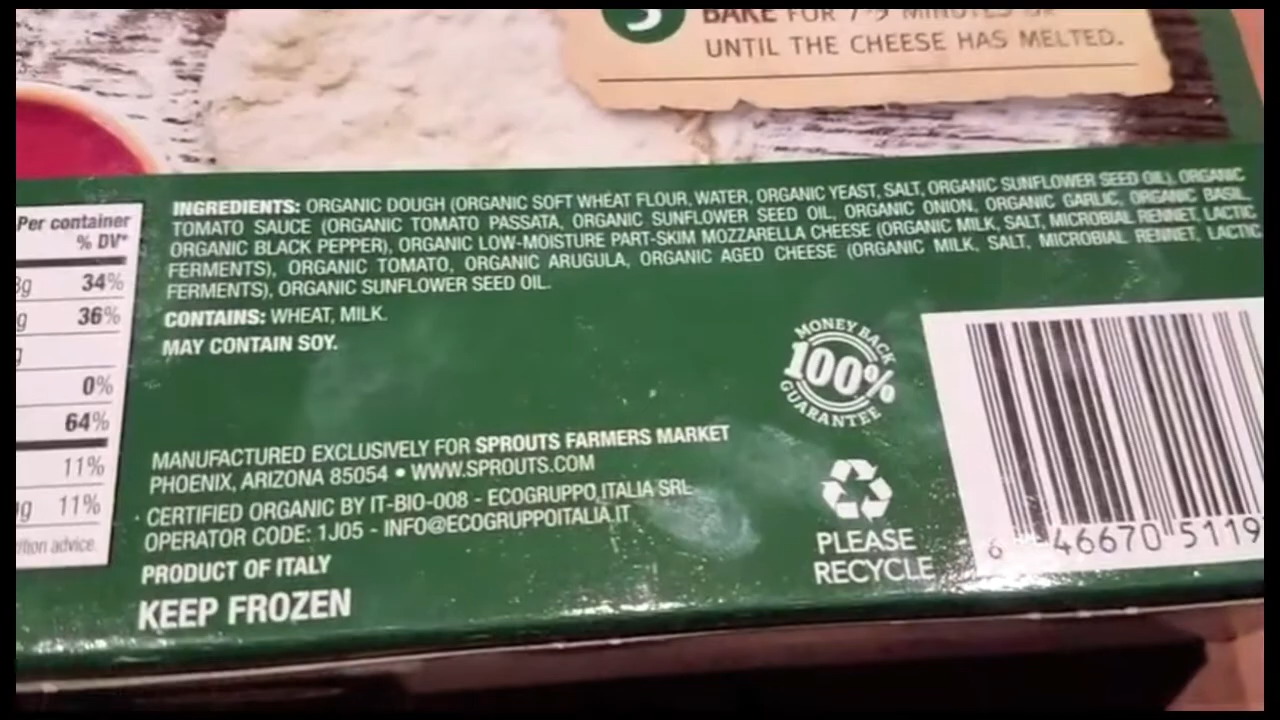 3 BAKE FOR 7-9 MINUTES OR
UNTIL THE CHEESE HAS MELTED.
Per container
% DV*
g 34%
g 36%
0%
64%
11%
g 11%
advice.
INGREDIENTS: ORGANIC DOUGH (ORGANIC SOFT WHEAT FLOUR, WATER, ORGANIC YEAST, SALT, ORGANIC SUNFLOWER SEED OIL), ORGANIC
TOMATO SAUCE (ORGANIC TOMATO PASSATA, ORGANIC SUNFLOWER SEED OIL, ORGANIC ONION, ORGANIC GARLIC, ORGANIC BASIL,
ORGANIC BLACK PEPPER), ORGANIC LOW-MOISTURE PART-SKIM MOZZARELLA CHEESE (ORGANIC MILK, SALT, MICROBIAL RENNET, LACTIC
FERMENTS), ORGANIC TOMATO, ORGANIC ARUGULA, ORGANIC AGED CHEESE (ORGANIC MILK, SALT, MICROBIAL RENNET, LACTIC
FERMENTS), ORGANIC SUNFLOWER SEED OIL.
CONTAINS: WHEAT, MILK.
MAY CONTAIN SOY.
MONEY BACK
100%
GUARANTEE
MANUFACTURED EXCLUSIVELY FOR SPROUTS FARMERS MARKET
PHOENIX, ARIZONA 85054 • WWW.SPROUTS.COM
CERTIFIED ORGANIC BY IT-BIO-008 - ECOGRUPPO ITALIA SRL
OPERATOR CODE: 1J05 - INFO@ECOGRUPPOITALIA.IT
PRODUCT OF ITALY
KEEP FROZEN
PLEASE
RECYCLE
6 46670 5119